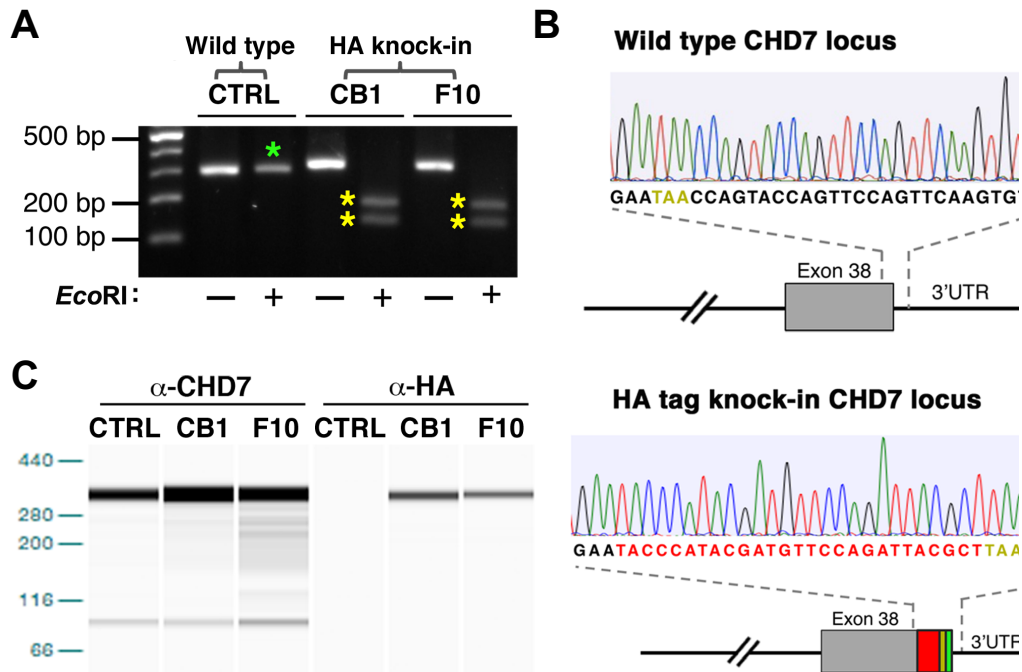 A
Wild type HA knock-in
CTRL CB1 F10
500 bp
*
200 bp * *
* *
100 bp
EcoRI: — + — + — +
B
Wild type CHD7 locus
GAATAACCAGTACCAGTTCCAGTTCAAGTGT
Exon 38
3'UTR
HA tag knock-in CHD7 locus
GAATACCCATACGATGTTCCAGATTACGCTTAA
Exon 38
3'UTR
C
α-CHD7 α-HA
CTRL CB1 F10 CTRL CB1 F10
440
280
200
116
66